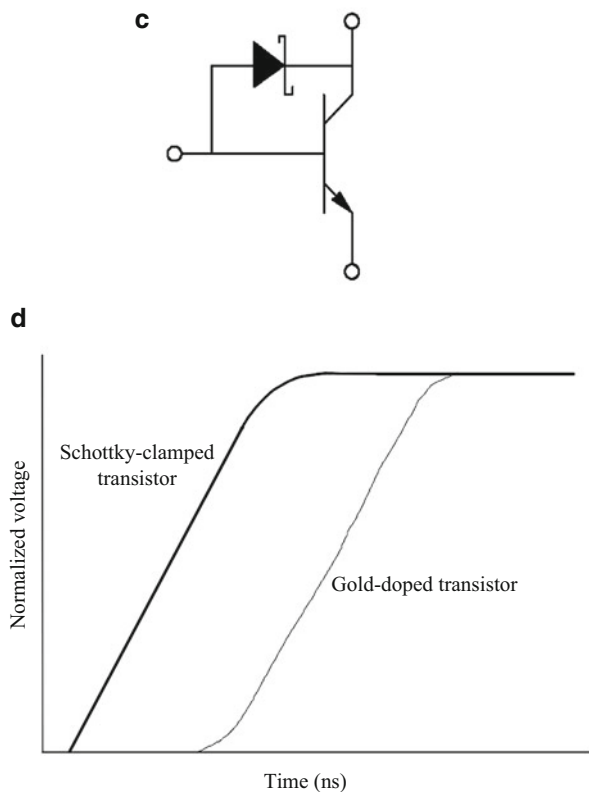 c
d
Schottky-clamped
transistor
Gold-doped transistor
Normalized voltage
Time (ns)